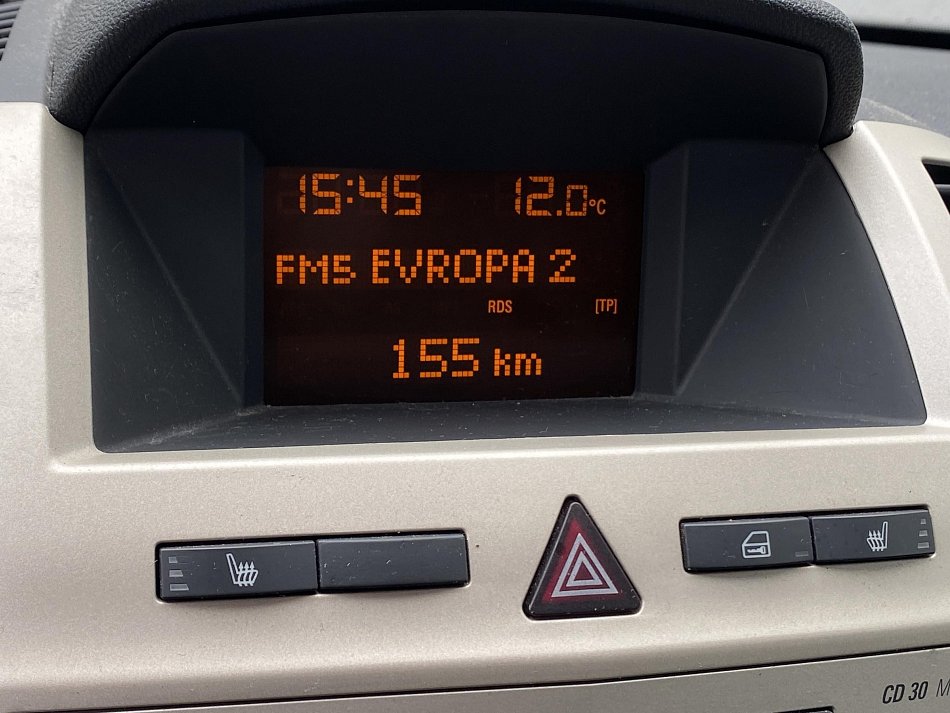 15:45 12.0°C
FM5 EVROPA 2
RDS [TP]
155 km
CD 30 M